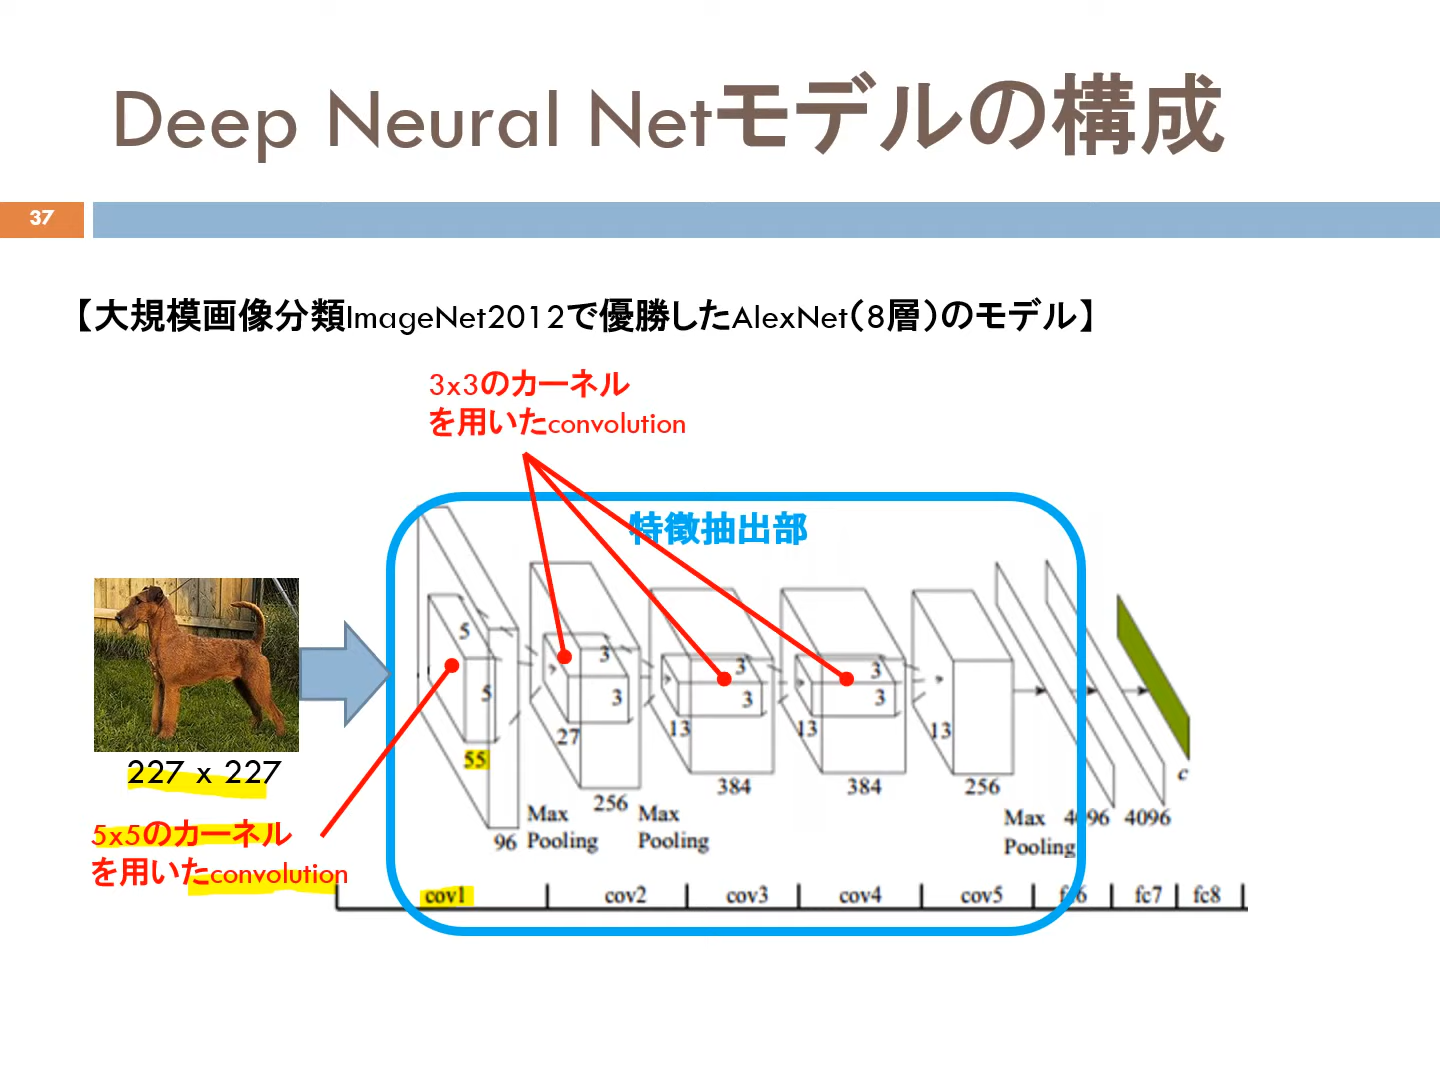 Deep Neural Netモデルの構成
37
【大規模画像分類ImageNet2012で優勝したAlexNet(8層)のモデル】
3x3のカーネル
を用いたconvolution
特徴抽出部
5
5
55
96
3
3
27
256
3
3
13
384
3
3
13
384
13
256
Max
Pooling
Max
Pooling
Max
Pooling
4096
4096
c
227 x 227
5x5のカーネル
を用いたconvolution
cov1
cov2
cov3
cov4
cov5
fc6
fc7
fc8